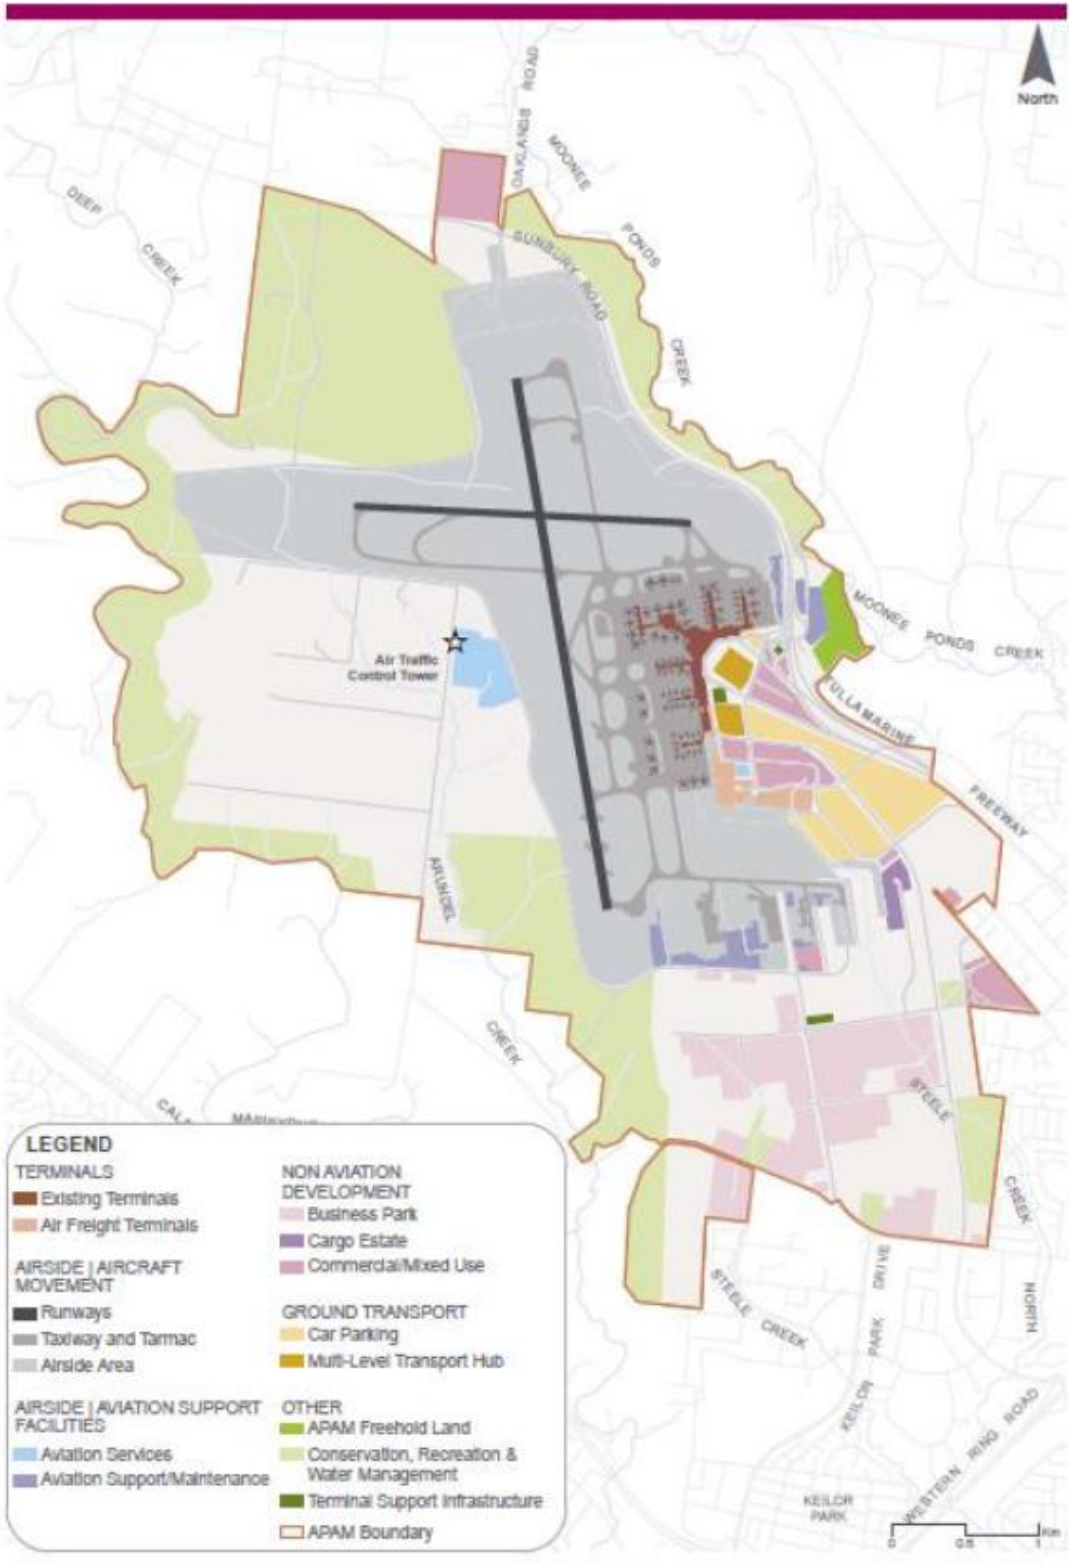 North
OAKLANDS ROAD
MOONEE
PONDS
CREEK
DEEP
CREEK
SUNBURY ROAD
MOONEE PONDS CREEK
Air Traffic
Control Tower
TULLAMARINE
FREEWAY
ARUNDEL
CREEK
STEELE
CREEK
NORTH
STEELE CREEK
KEILOR PARK DRIVE
WESTERN RING ROAD
KEILOR
PARK
0 0.5 1 Km
LEGEND
TERMINALS
Existing Terminals
Air Freight Terminals
AIRSIDE | AIRCRAFT
MOVEMENT
Runways
Taxiway and Tarmac
Airside Area
AIRSIDE | AVIATION SUPPORT
FACILITIES
Aviation Services
Aviation Support/Maintenance
NON AVIATION
DEVELOPMENT
Business Park
Cargo Estate
Commercial/Mixed Use
GROUND TRANSPORT
Car Parking
Multi-Level Transport Hub
OTHER
APAM Freehold Land
Conservation, Recreation &
Water Management
Terminal Support Infrastructure
APAM Boundary